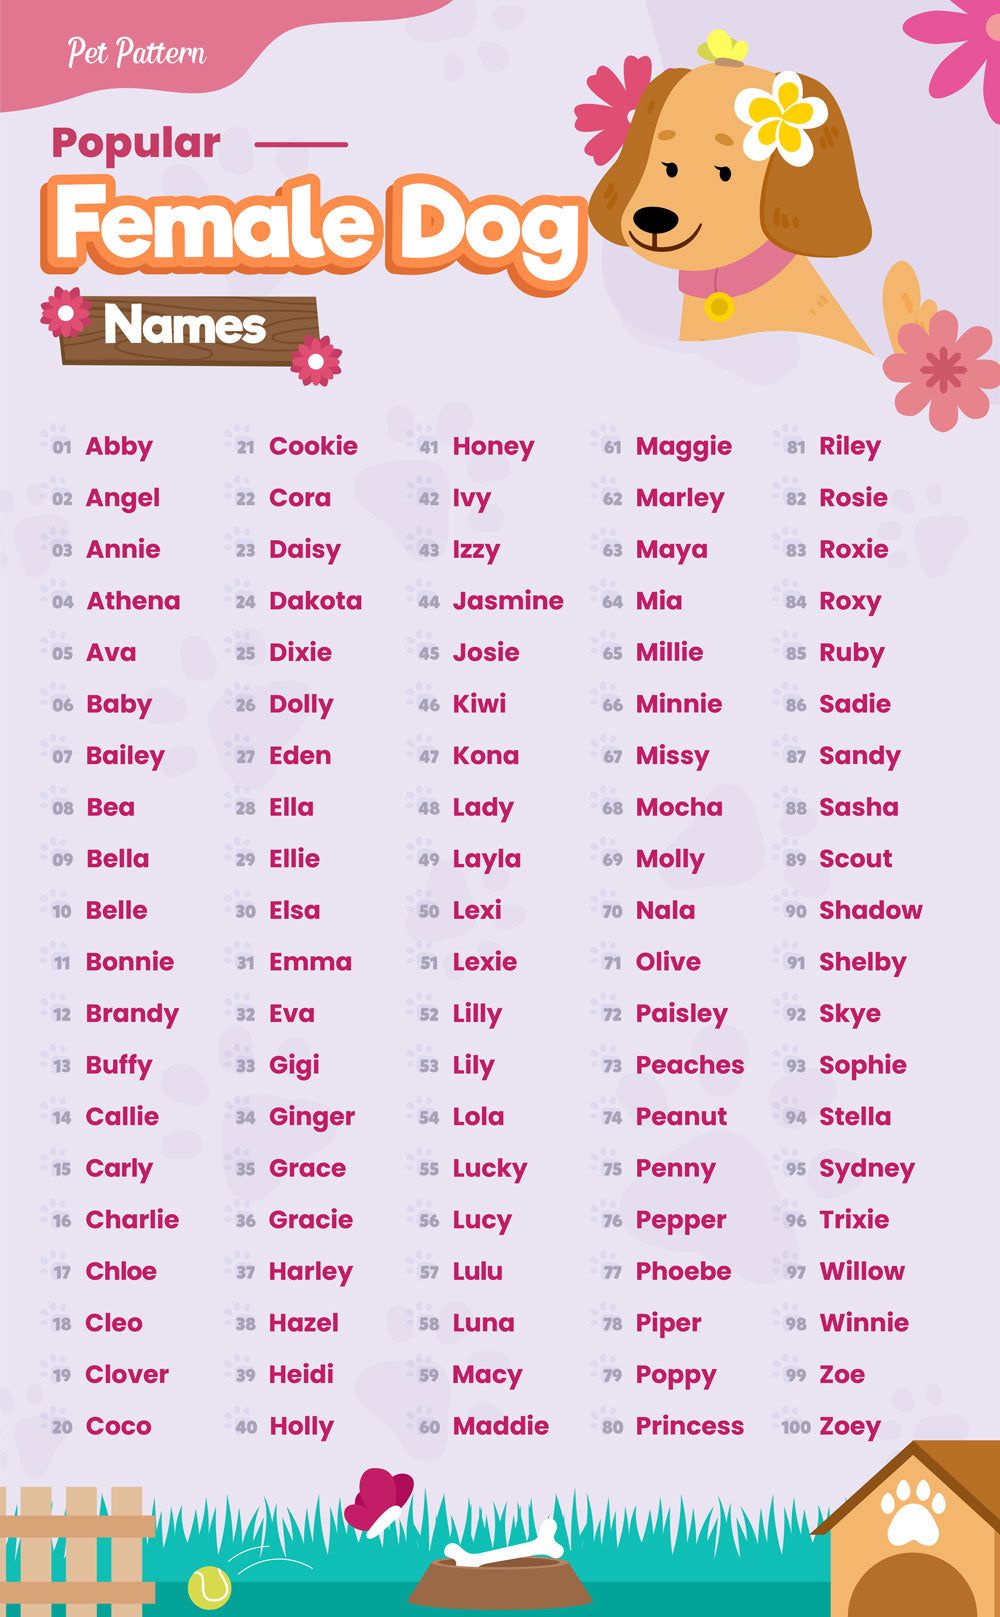 Pet Pattern
Popular
Female Dog
Names
01 Abby
02 Angel
03 Annie
04 Athena
05 Ava
06 Baby
07 Bailey
08 Bea
09 Bella
10 Belle
11 Bonnie
12 Brandy
13 Buffy
14 Callie
15 Carly
16 Charlie
17 Chloe
18 Cleo
19 Clover
20 Coco
21 Cookie
22 Cora
23 Daisy
24 Dakota
25 Dixie
26 Dolly
27 Eden
28 Ella
29 Ellie
30 Elsa
31 Emma
32 Eva
33 Gigi
34 Ginger
35 Grace
36 Gracie
37 Harley
38 Hazel
39 Heidi
40 Holly
41 Honey
42 Ivy
43 Izzy
44 Jasmine
45 Josie
46 Kiwi
47 Kona
48 Lady
49 Layla
50 Lexi
51 Lexie
52 Lilly
53 Lily
54 Lola
55 Lucky
56 Lucy
57 Lulu
58 Luna
59 Macy
60 Maddie
61 Maggie
62 Marley
63 Maya
64 Mia
65 Millie
66 Minnie
67 Missy
68 Mocha
69 Molly
70 Nala
71 Olive
72 Paisley
73 Peaches
74 Peanut
75 Penny
76 Pepper
77 Phoebe
78 Piper
79 Poppy
80 Princess
81 Riley
82 Rosie
83 Roxie
84 Roxy
85 Ruby
86 Sadie
87 Sandy
88 Sasha
89 Scout
90 Shadow
91 Shelby
92 Skye
93 Sophie
94 Stella
95 Sydney
96 Trixie
97 Willow
98 Winnie
99 Zoe
100 Zoey